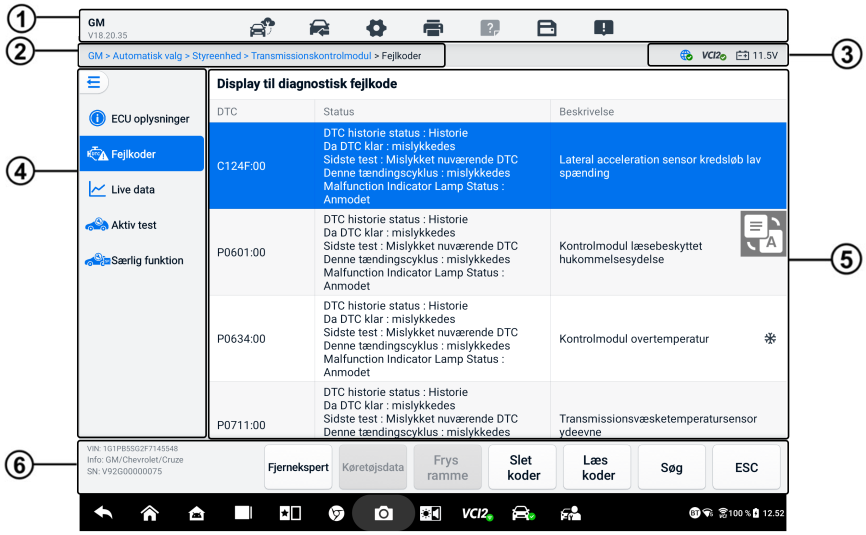 1
GM
V18.20.35
2
GM > Automatisk valg > Styreenhed > Transmissionskontrolmodul > Fejlkoder
VCI2
11.5V
3
Display til diagnostisk fejlkode
DTC
Status
Beskrivelse
ECU oplysninger
4
DTC
Fejlkoder
Live data
Aktiv test
Særlig funktion
C124F:00
DTC historie status : Historie
Da DTC klar : mislykkedes
Sidste test : Mislykket nuværende DTC
Denne tændingscyklus : mislykkedes
Malfunction Indicator Lamp Status :
Anmodet
Lateral acceleration sensor kredsløb lav
spænding
P0601:00
DTC historie status : Historie
Da DTC klar : mislykkedes
Sidste test : Mislykket nuværende DTC
Denne tændingscyklus : mislykkedes
Malfunction Indicator Lamp Status :
Anmodet
Kontrolmodul læsebeskyttet
hukommelsesydelse
A
5
P0634:00
DTC historie status : Historie
Da DTC klar : mislykkedes
Sidste test : Mislykket nuværende DTC
Denne tændingscyklus : mislykkedes
Malfunction Indicator Lamp Status :
Anmodet
Kontrolmodul overtemperatur
P0711:00
DTC historie status : Historie
Da DTC klar : mislykkedes
Sidste test : Mislykket nuværende DTC
Denne tændingscyklus : mislykkedes
Transmissionsvæsketemperatursensor
ydeevne
6
VIN: 1G1PB5SG2F7145548
Info: GM/Chevrolet/Cruze
SN: V92G00000075
Fjernekspert
Køretøjsdata
Frys
ramme
Slet
koder
Læs
koder
Søg
ESC
VCI2
BT
100 %
12.52